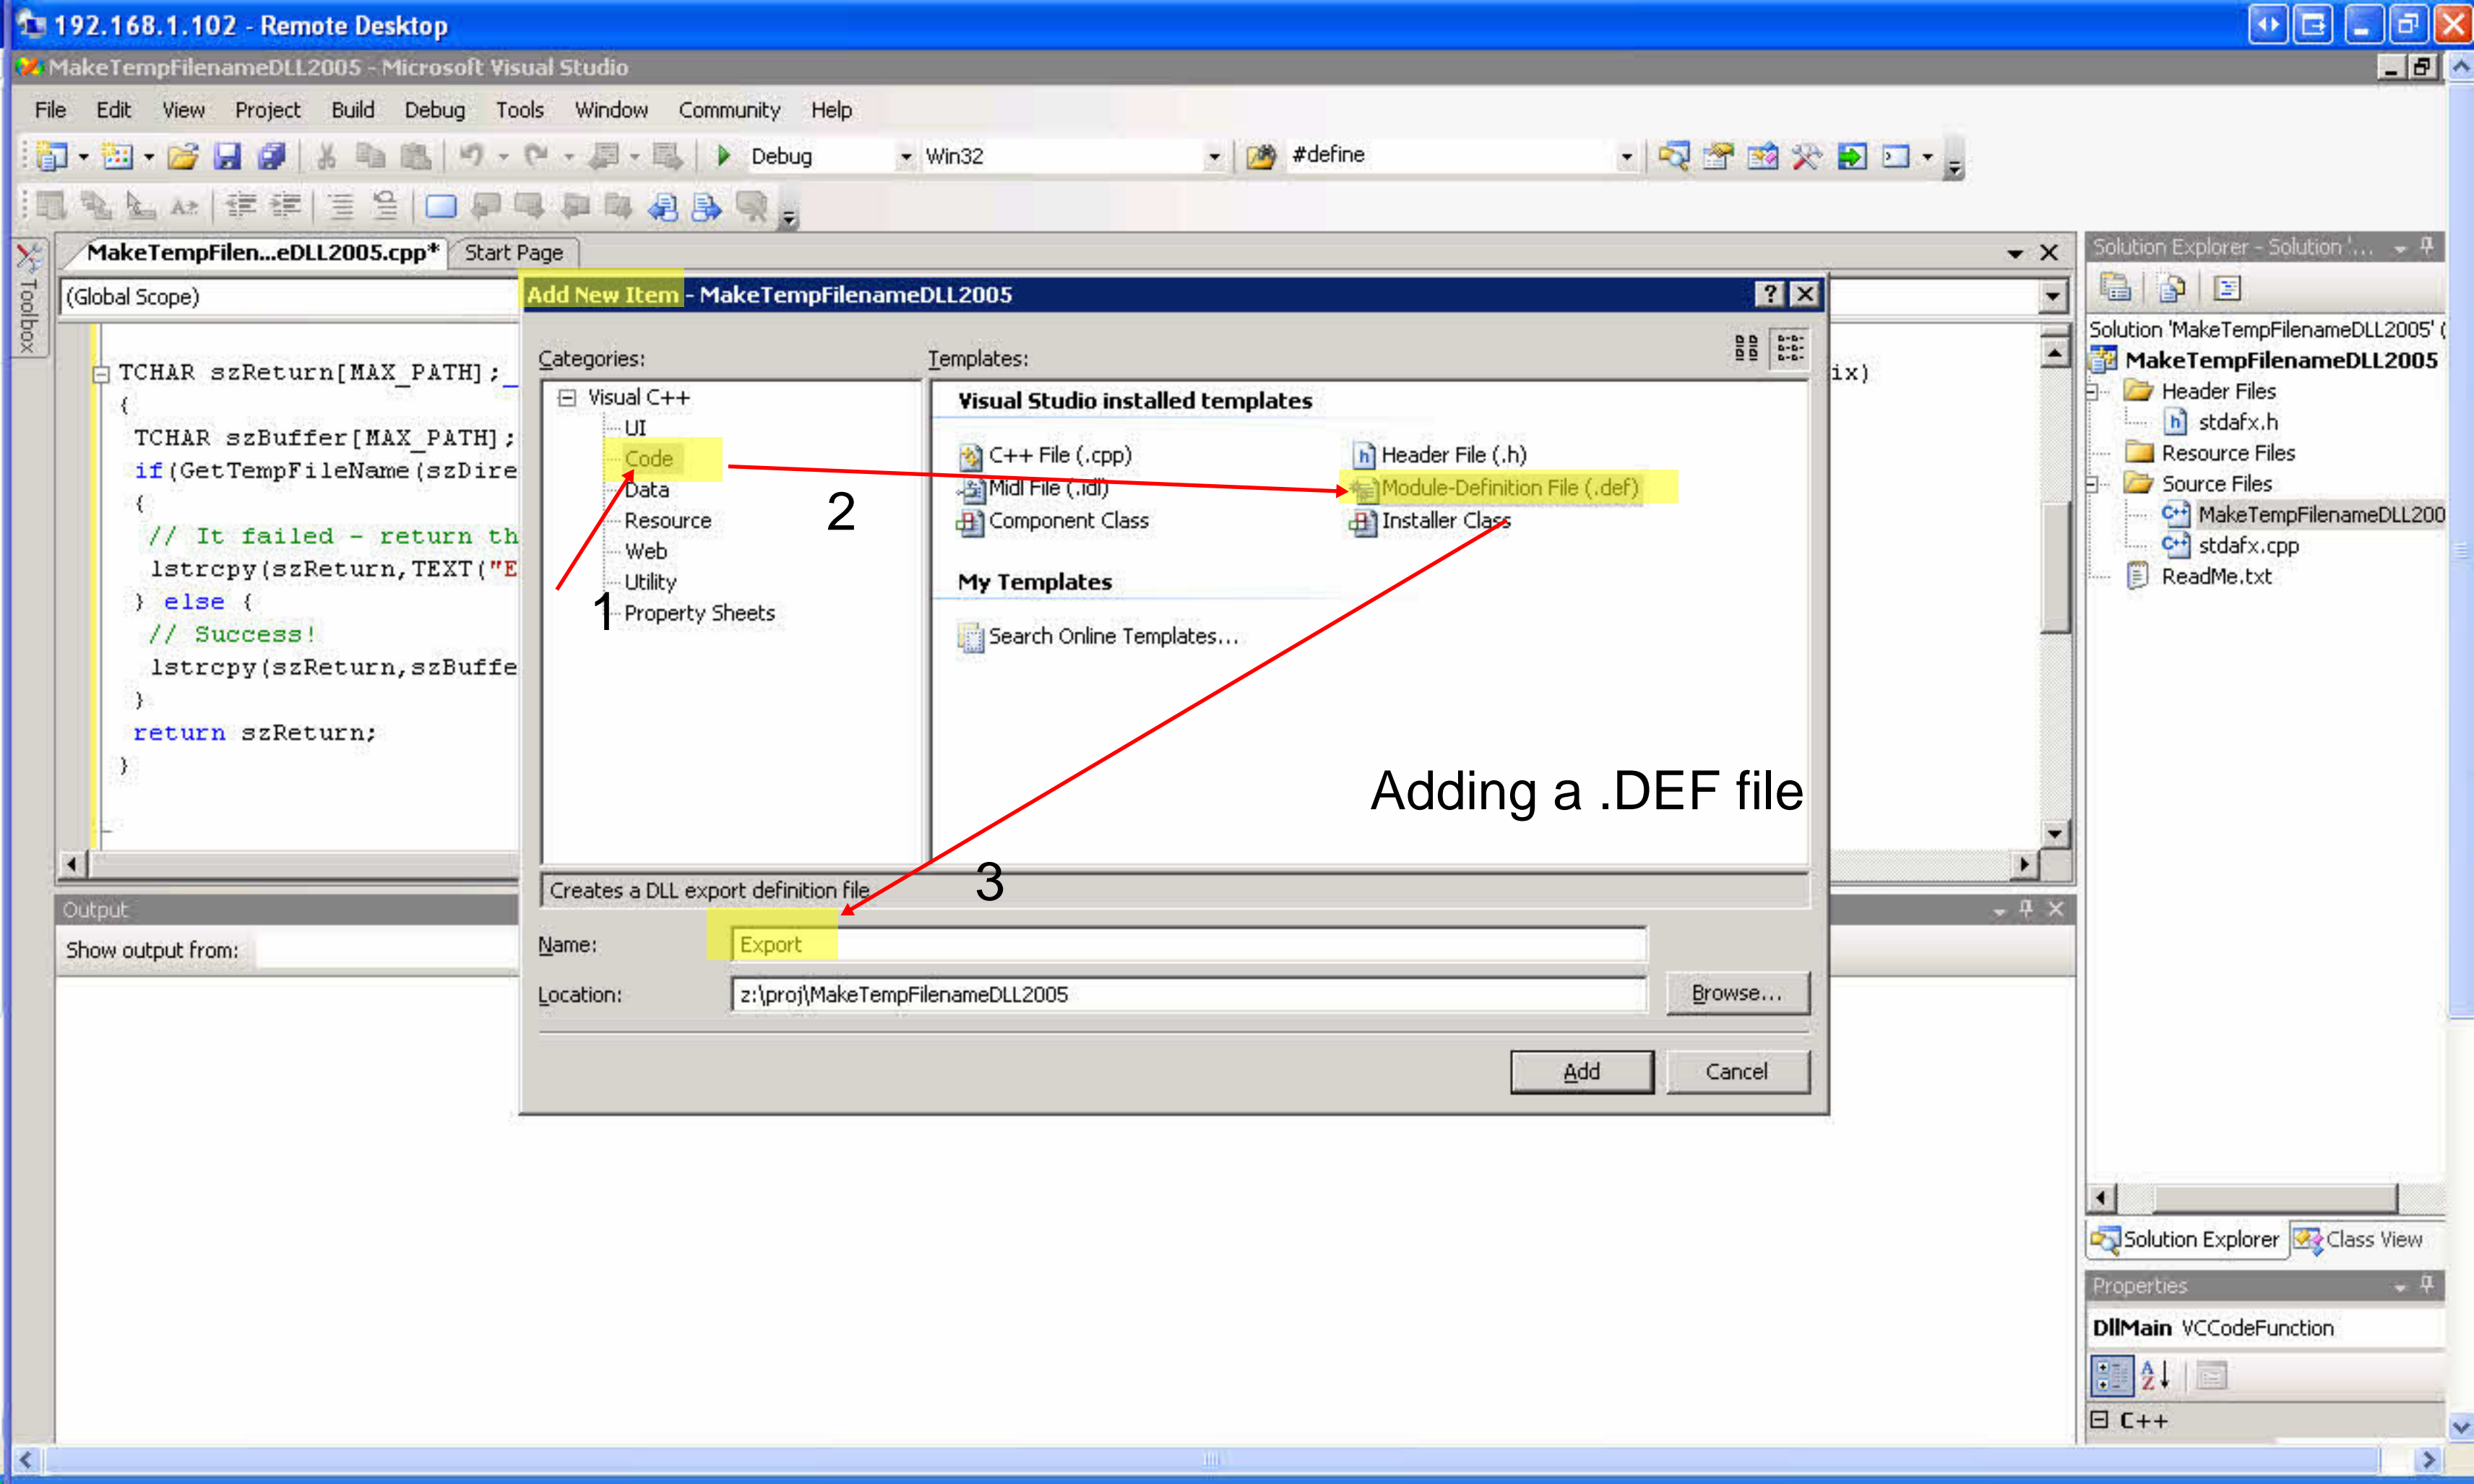 192.168.1.102 - Remote Desktop
MakeTempFilenameDLL2005 - Microsoft Visual Studio
File Edit View Project Build Debug Tools Window Community Help
Debug Win32 #define
MakeTempFilen...eDLL2005.cpp* Start Page
Toolbox
(Global Scope)
TCHAR szReturn[MAX_PATH];
ix)
{
TCHAR szBuffer[MAX_PATH];
if(GetTempFileName(szDire
{
// It failed - return th
lstrcpy(szReturn,TEXT("E
} else {
// Success!
lstrcpy(szReturn,szBuffe
}
return szReturn;
}
Output
Show output from:
Add New Item - MakeTempFilenameDLL2005
Categories:
Visual C++
UI
Code
Data
Resource
Web
Utility
Property Sheets
1
2
3
Templates:
Visual Studio installed templates
C++ File (.cpp)
Header File (.h)
Midl File (.idl)
Module-Definition File (.def)
Component Class
Installer Class
My Templates
Search Online Templates...
Adding a .DEF file
Creates a DLL export definition file
Name: Export
Location: z:\proj\MakeTempFilenameDLL2005
Browse...
Add Cancel
Solution Explorer - Solution '...
Solution 'MakeTempFilenameDLL2005' (
MakeTempFilenameDLL2005
Header Files
stdafx.h
Resource Files
Source Files
MakeTempFilenameDLL200
stdafx.cpp
ReadMe.txt
Solution Explorer Class View
Properties
DllMain VCCodeFunction
C++